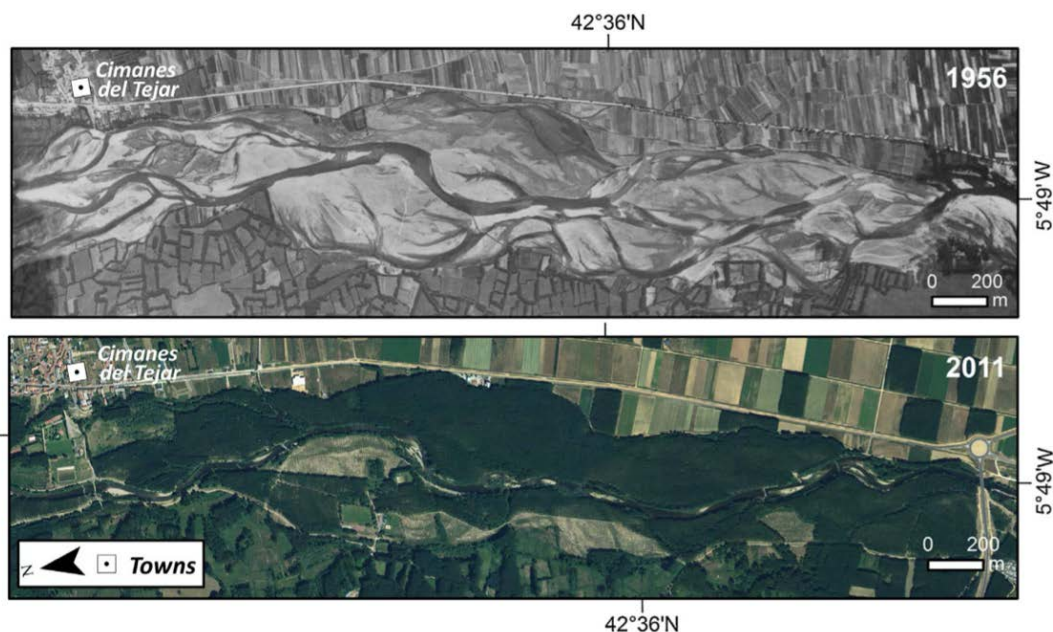 42°36'N
Cimanes
del Tejar
1956
5°49'W
0 200
m
Cimanes
del Tejar
2011
5°49'W
0 200
m
N
Towns
42°36'N